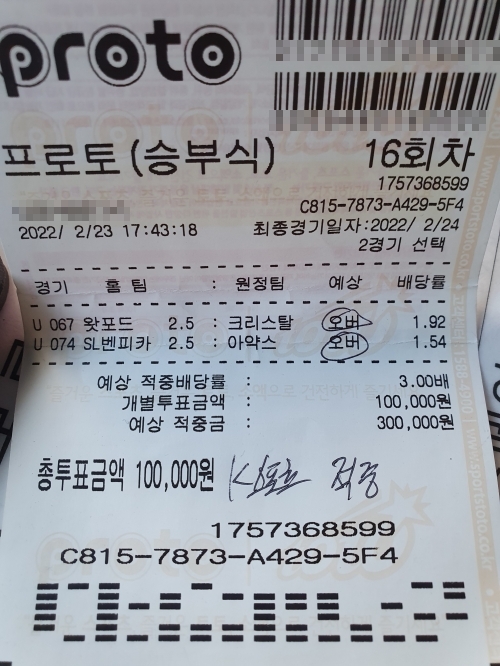 proto
프로토(승부식) 16회차
1757368599
C815-7873-A429-5F4
2022/ 2/23 17:43:18 최종경기일자:2022/ 2/24
2경기 선택
경기 홈 팀 : 원정팀 예상 배당률
U 067 왓포드 2.5 : 크리스탈 오버 1.92
U 074 SL벤피카 2.5 : 아약스 오버 1.54
예상 적중배당률 : 3.00배
개별투표금액 : 100,000원
예상 적중금 : 300,000원
총투표금액 100,000원 적중
1757368599
C815-7873-A429-5F4